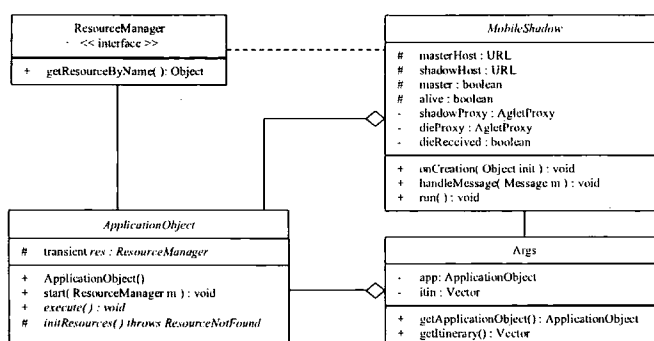 ResourceManager
<< interface >>
+ getResourceByName( ): Object
MobileShadow
# masterHost : URL
# shadowHost : URL
# master : boolean
# alive : boolean
- shadowProxy : AgletProxy
- dieProxy : AgletProxy
- dieReceived : boolean
+ onCreation( Object init ) : void
+ handleMessage( Message m ) : void
+ run( ) : void
ApplicationObject
# transient res : ResourceManager
+ ApplicationObject()
+ start( ResourceManager m ) : void
+ execute() : void
# initResources() throws ResourceNotFound
Args
- app: ApplicationObject
- itin : Vector
+ getApplicationObject() : ApplicationObject
+ getItinerary() : Vector